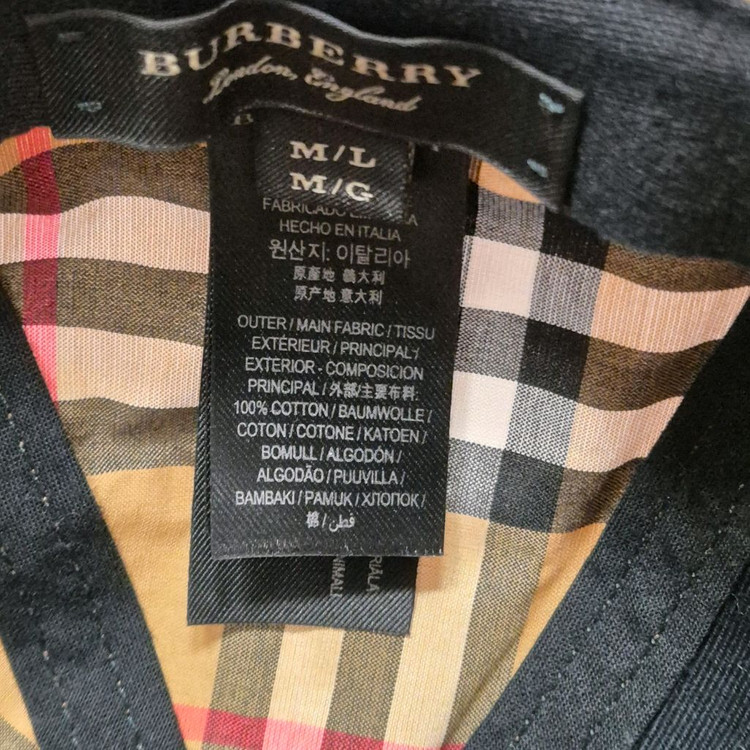 BURBERRY
London, England
M/L
M/G
HECHO EN ITALIA
원산지: 이탈리아
原產地 義大利
原产地 意大利
OUTER / MAIN FABRIC / TISSU
EXTÉRIEUR / PRINCIPAL /
EXTERIOR - COMPOSICION
PRINCIPAL / 外部/主要布料:
100% COTTON / BAUMWOLLE /
COTON / COTONE / KATOEN /
BOMULL / ALGODÓN /
ALGODÃO / PUUVILLA /
BAMBAKI / PAMUK / ХЛОПОК /
棉 / قطن /